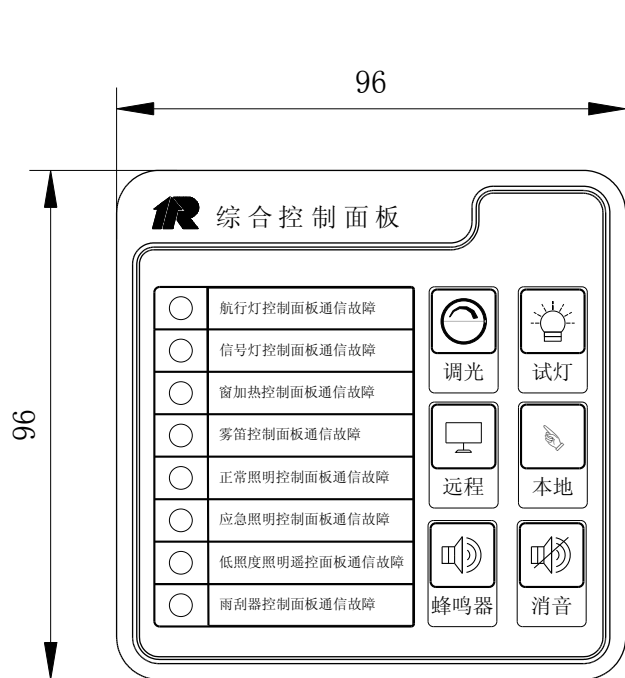 96
96
R 综合控制面板
航行灯控制面板通信故障
信号灯控制面板通信故障
窗加热控制面板通信故障
雾笛控制面板通信故障
正常照明控制面板通信故障
应急照明控制面板通信故障
低照度照明遥控面板通信故障
雨刮器控制面板通信故障
调光
试灯
远程
本地
蜂鸣器
消音